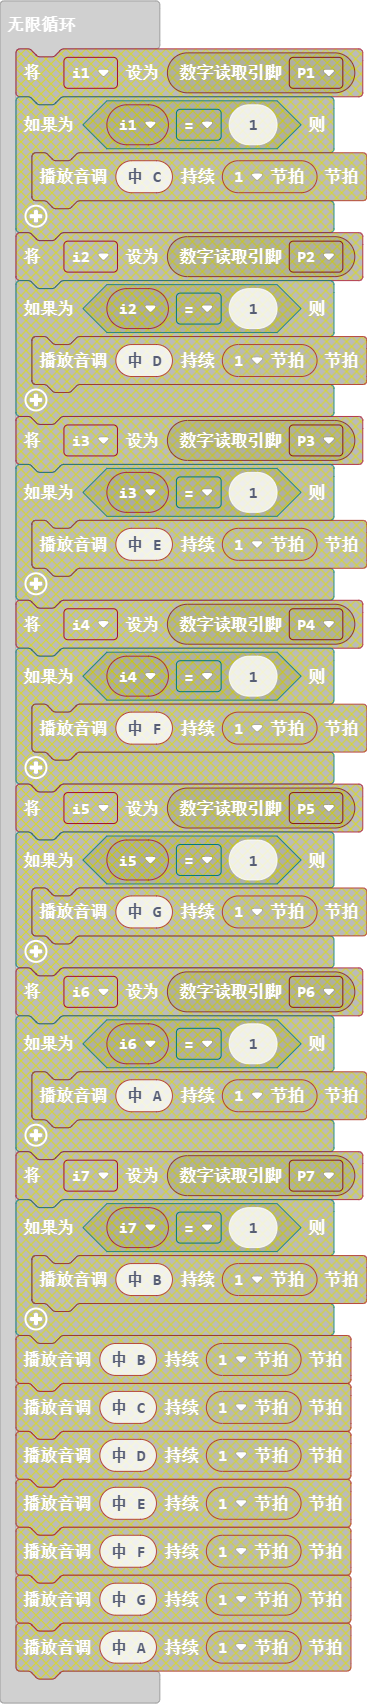 无限循环
将 i1 设为 数字读取引脚 P1
如果为 i1 = 1 则
播放音调 中 C 持续 1 节拍 节拍
将 i2 设为 数字读取引脚 P2
如果为 i2 = 1 则
播放音调 中 D 持续 1 节拍 节拍
将 i3 设为 数字读取引脚 P3
如果为 i3 = 1 则
播放音调 中 E 持续 1 节拍 节拍
将 i4 设为 数字读取引脚 P4
如果为 i4 = 1 则
播放音调 中 F 持续 1 节拍 节拍
将 i5 设为 数字读取引脚 P5
如果为 i5 = 1 则
播放音调 中 G 持续 1 节拍 节拍
将 i6 设为 数字读取引脚 P6
如果为 i6 = 1 则
播放音调 中 A 持续 1 节拍 节拍
将 i7 设为 数字读取引脚 P7
如果为 i7 = 1 则
播放音调 中 B 持续 1 节拍 节拍
播放音调 中 B 持续 1 节拍 节拍
播放音调 中 C 持续 1 节拍 节拍
播放音调 中 D 持续 1 节拍 节拍
播放音调 中 E 持续 1 节拍 节拍
播放音调 中 F 持续 1 节拍 节拍
播放音调 中 G 持续 1 节拍 节拍
播放音调 中 A 持续 1 节拍 节拍